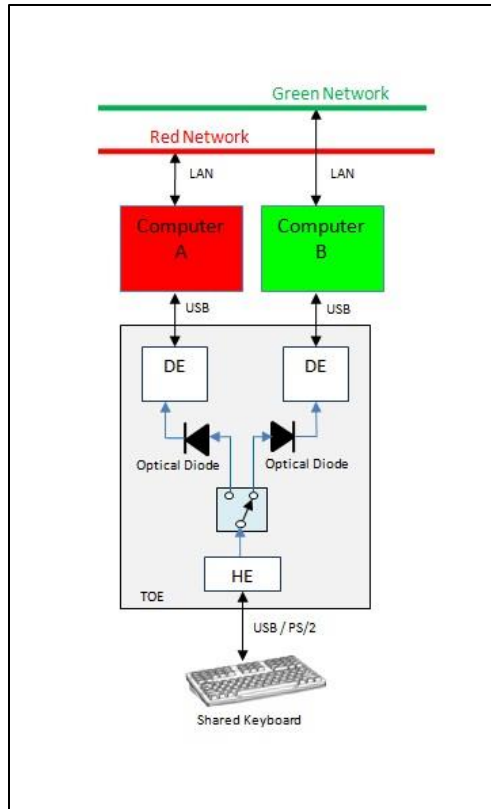 Green Network
Red Network
LAN
LAN
Computer
A
Computer
B
USB
USB
DE
DE
Optical Diode
Optical Diode
HE
TOE
USB / PS/2
Shared Keyboard